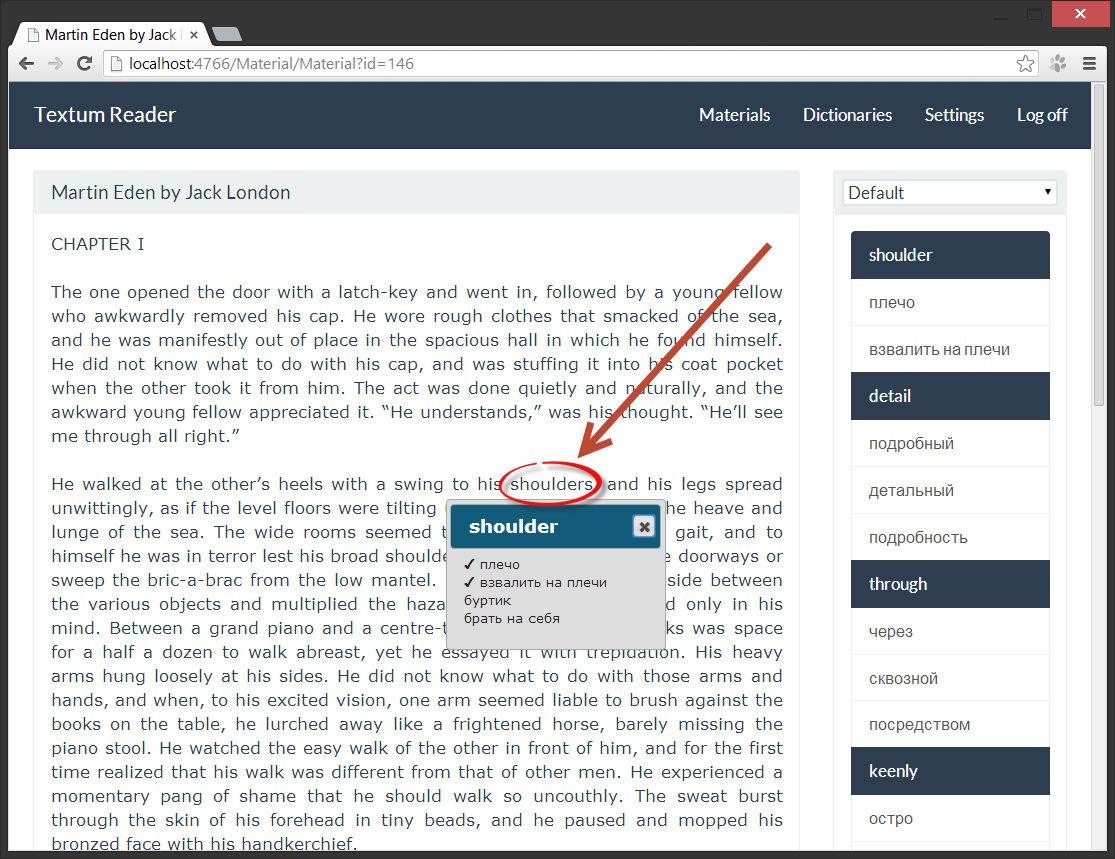 Martin Eden by Jack
localhost:4766/Material/Material?id=146
Textum Reader
Materials
Dictionaries
Settings
Log off
Martin Eden by Jack London
CHAPTER I
The one opened the door with a latch-key and went in, followed by a young fellow
who awkwardly removed his cap. He wore rough clothes that smacked of the sea,
and he was manifestly out of place in the spacious hall in which he found himself.
He did not know what to do with his cap, and was stuffing it into his coat pocket
when the other took it from him. The act was done quietly and naturally, and the
awkward young fellow appreciated it. “He understands,” was his thought. “He’ll see
me through all right.”
He walked at the other’s heels with a swing to his shoulders, and his legs spread
unwittingly, as if the level floors were tilting he heave and
lunge of the sea. The wide rooms seemed gait, and to
himself he was in terror lest his broad shoulde doorways or
sweep the bric-a-brac from the low mantel. side between
the various objects and multiplied the haza d only in his
mind. Between a grand piano and a centre-t ks was space
for a half a dozen to walk abreast, yet he essayed it with trepidation. His heavy
arms hung loosely at his sides. He did not know what to do with those arms and
hands, and when, to his excited vision, one arm seemed liable to brush against the
books on the table, he lurched away like a frightened horse, barely missing the
piano stool. He watched the easy walk of the other in front of him, and for the first
time realized that his walk was different from that of other men. He experienced a
momentary pang of shame that he should walk so uncouthly. The sweat burst
through the skin of his forehead in tiny beads, and he paused and mopped his
bronzed face with his handkerchief.
shoulder
✔ плечо
✔ взвалить на плечи
буртик
брать на себя
Default
shoulder
плечо
взвалить на плечи
detail
подробный
детальный
подробность
through
через
сквозной
посредством
keenly
остро